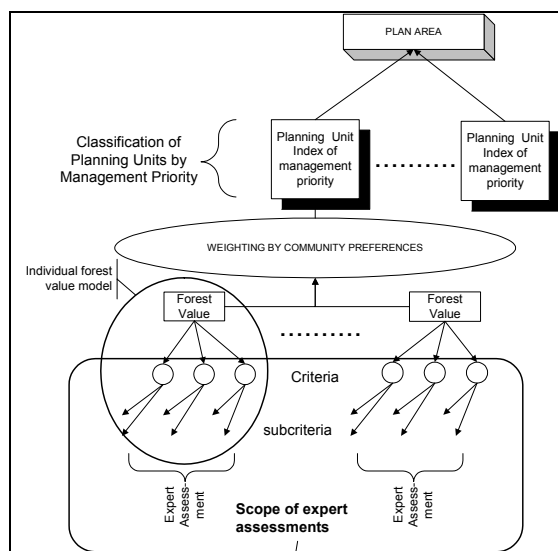 PLAN AREA
Classification of
Planning Units by
Management Priority
Planning Unit
Index of
management
priority
Planning Unit
Index of
management
priority
WEIGHTING BY COMMUNITY PREFERENCES
Individual forest
value model
Forest
Value
Forest
Value
Criteria
subcriteria
Expert
Assess-
ment
Expert
Assess-
ment
Scope of expert
assessments